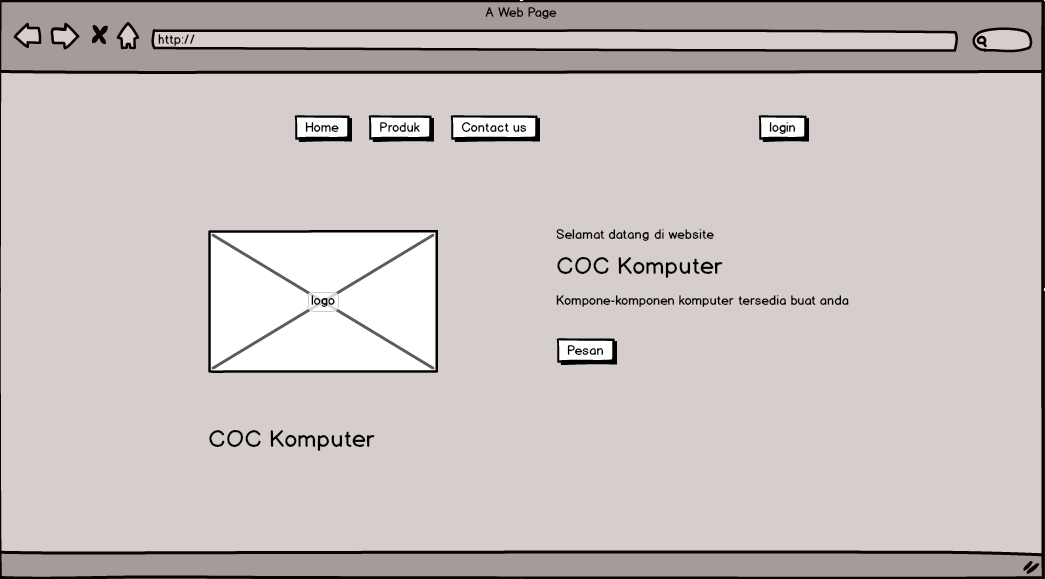 A Web Page
http://
Home Produk Contact us login
logo
COC Komputer
Selamat datang di website
COC Komputer
Kompone-komponen komputer tersedia buat anda
Pesan